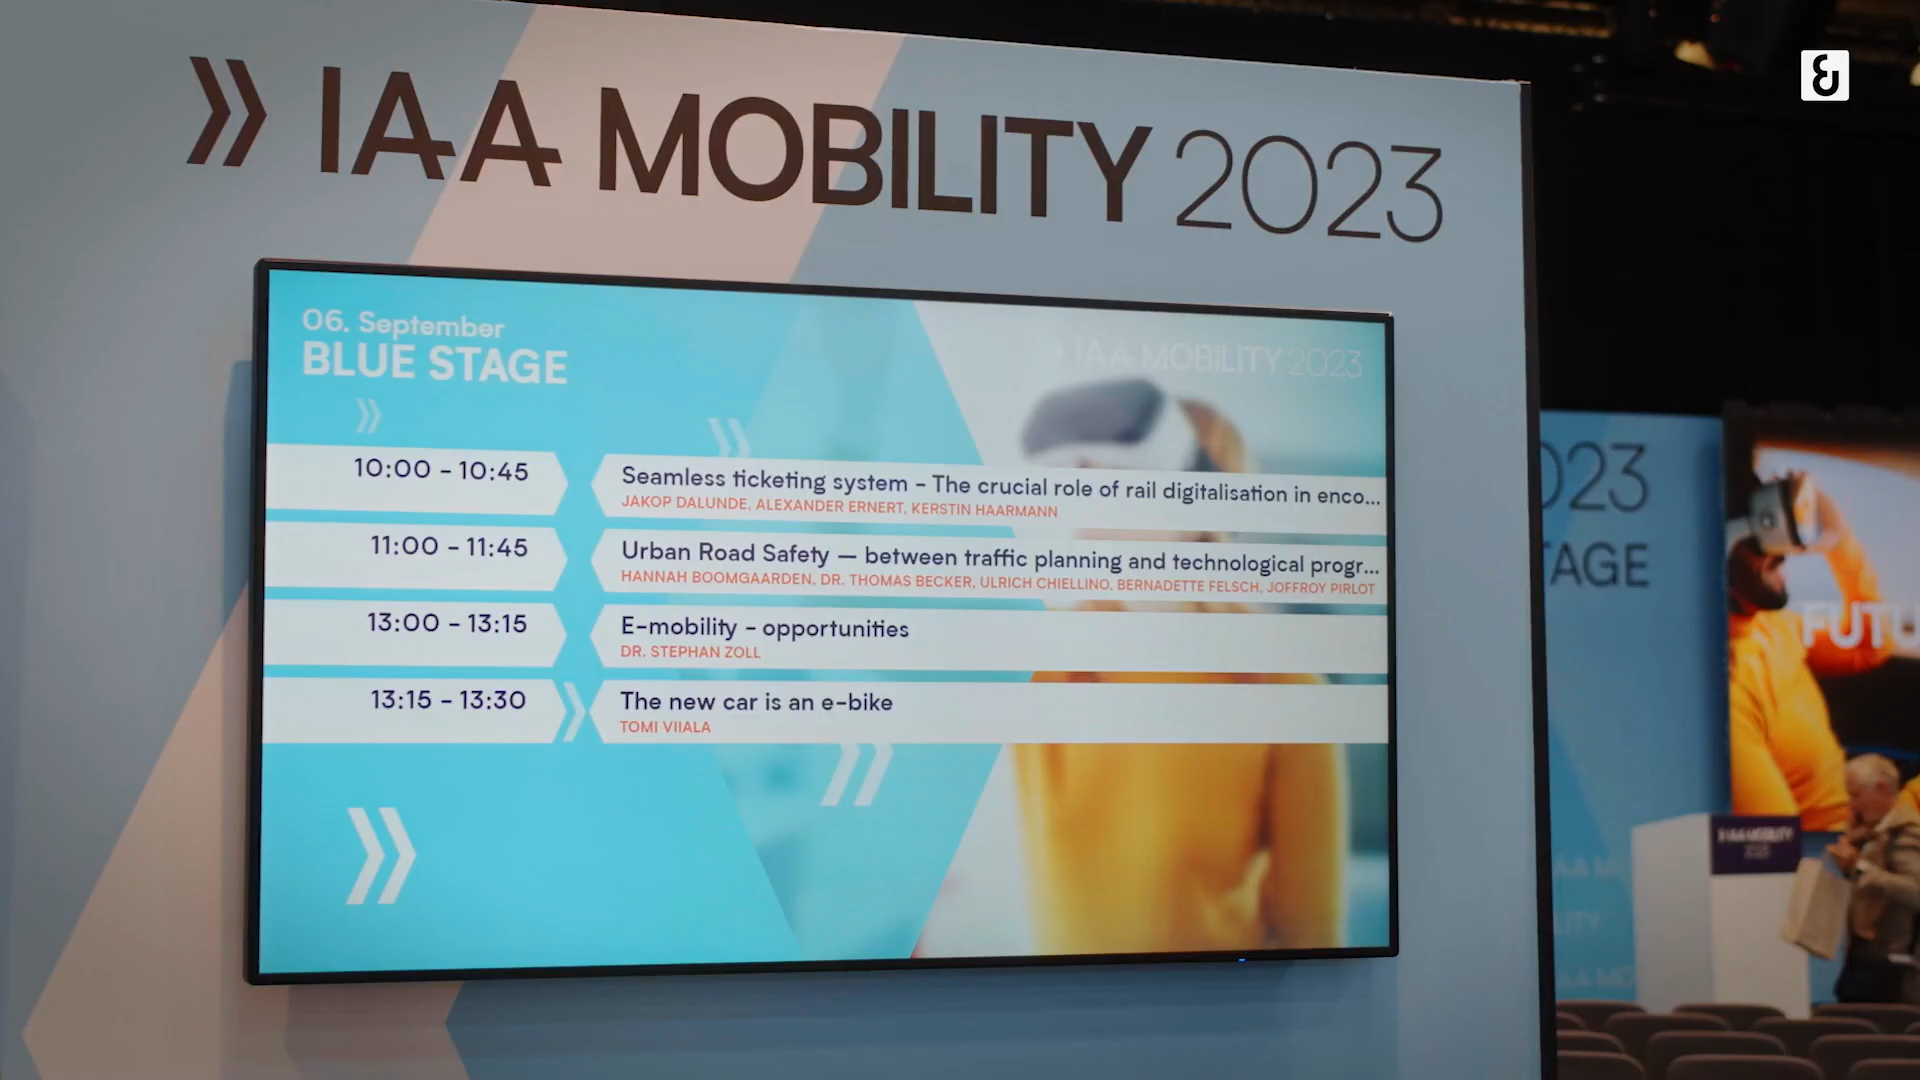 IAA MOBILITY 2023
06. September
BLUE STAGE
IAA MOBILITY 2023
10:00 - 10:45
Seamless ticketing system - The crucial role of rail digitalisation in enco...
JAKOP DALUNDE, ALEXANDER ERNERT, KERSTIN HAARMANN
11:00 - 11:45
Urban Road Safety — between traffic planning and technological progr...
HANNAH BOOMGAARDEN, DR. THOMAS BECKER, ULRICH CHIELLINO, BERNADETTE FELSCH, JOFFROY PIRLOT
13:00 - 13:15
E-mobility - opportunities
DR. STEPHAN ZOLL
13:15 - 13:30
The new car is an e-bike
TOMI VIIALA
023
TAGE
FUTU
IAA MOBILITY